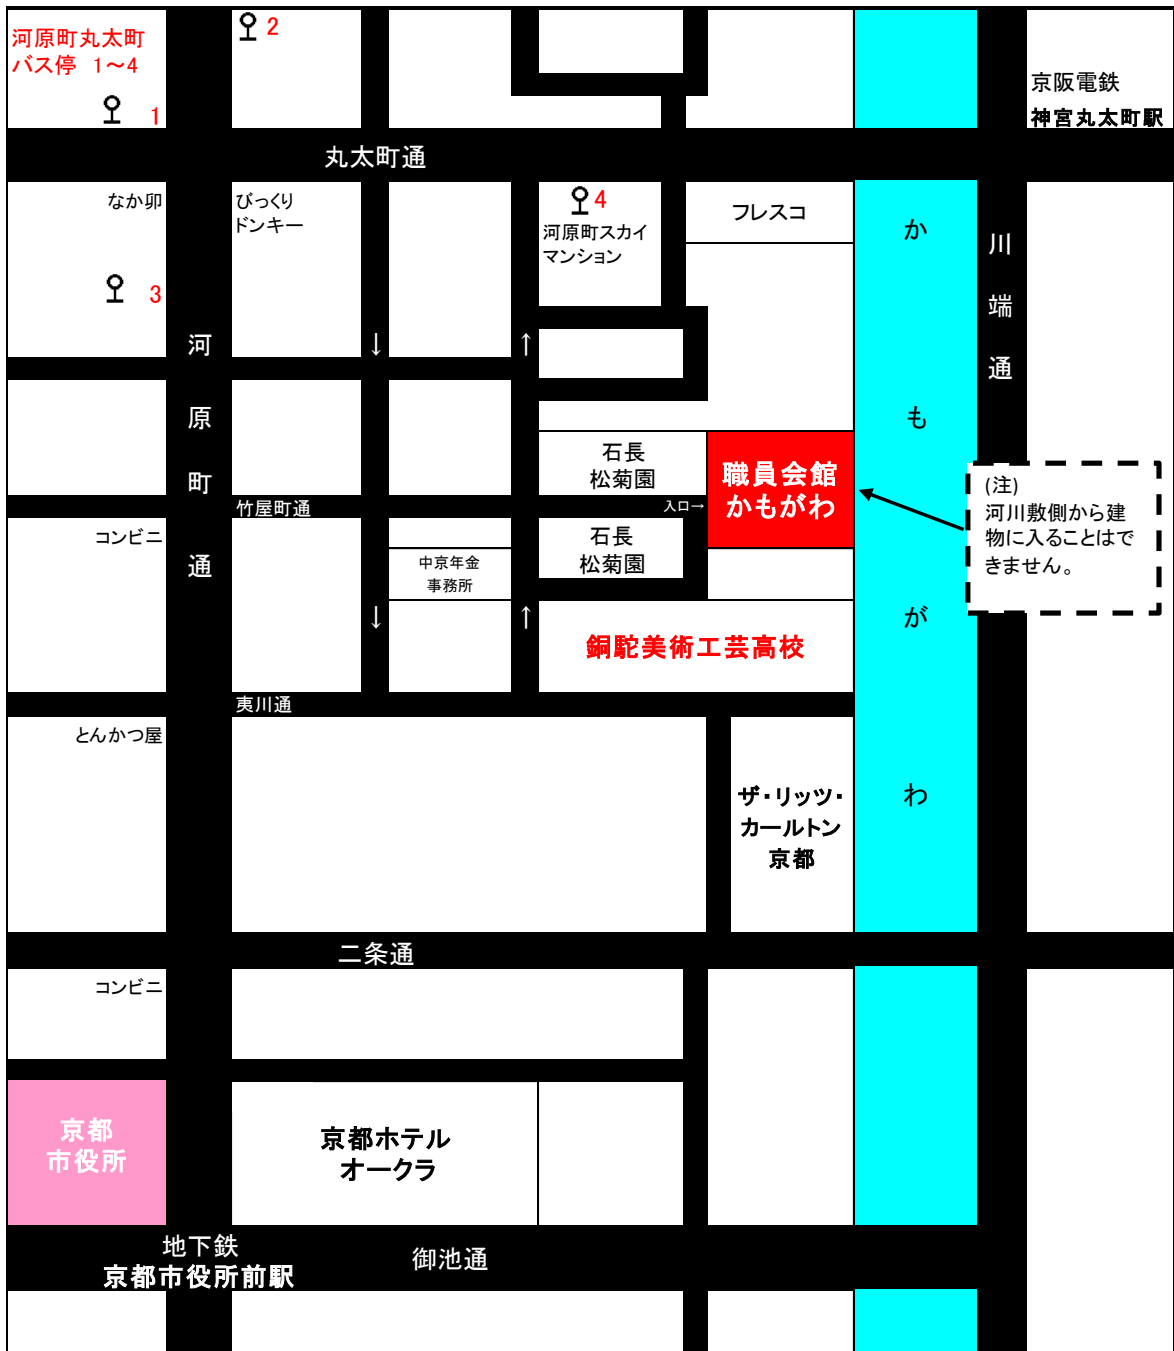 河原町丸太町
バス停 1～4
1
2
京阪電鉄
神宮丸太町駅
丸太町通
なか卯
3
びっくり
ドンキー
4
河原町スカイ
マンション
フレスコ
か
も
が
わ
川
端
通
河
原
町
通
↓
↑
石長
松菊園
職員会館
かもがわ
入口→
(注)
河川敷側から建
物に入ることはで
きません。
竹屋町通
コンビニ
中京年金
事務所
石長
松菊園
↓
↑
銅駝美術工芸高校
夷川通
とんかつ屋
ザ・リッツ・
カールトン
京都
二条通
コンビニ
京都
市役所
京都ホテル
オークラ
地下鉄
京都市役所前駅
御池通